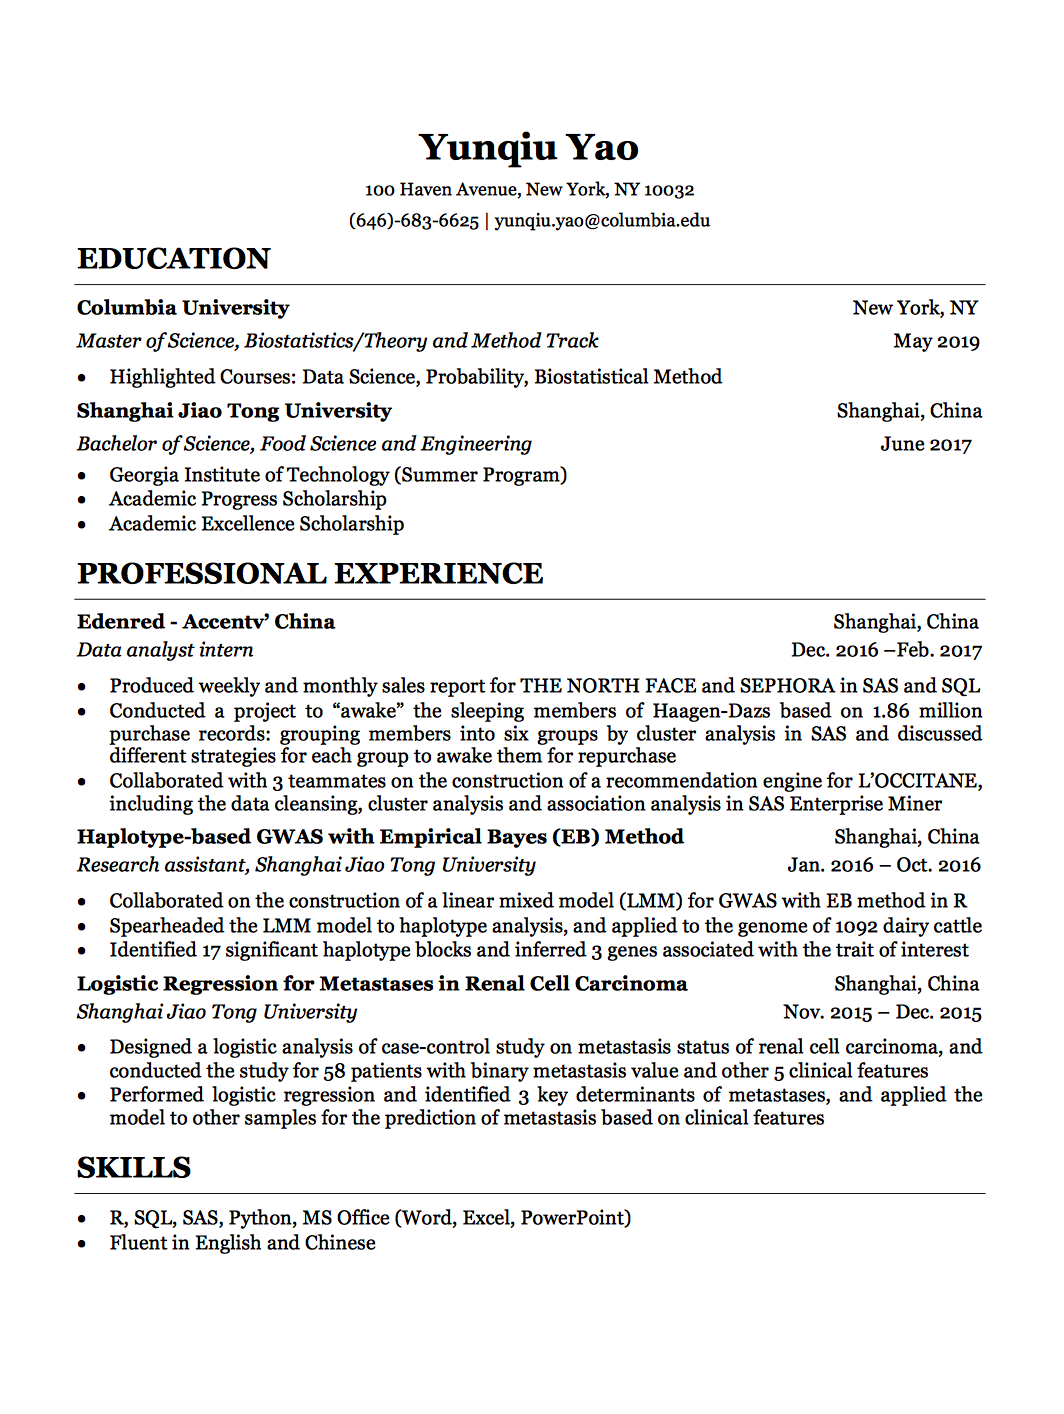 Yunqiu Yao
100 Haven Avenue, New York, NY 10032
(646)-683-6625 | yunqiu.yao@columbia.edu
EDUCATION
Columbia University New York, NY
Master of Science, Biostatistics/Theory and Method Track May 2019
• Highlighted Courses: Data Science, Probability, Biostatistical Method
Shanghai Jiao Tong University Shanghai, China
Bachelor of Science, Food Science and Engineering June 2017
• Georgia Institute of Technology (Summer Program)
• Academic Progress Scholarship
• Academic Excellence Scholarship
PROFESSIONAL EXPERIENCE
Edenred - Accentv’ China Shanghai, China
Data analyst intern Dec. 2016 –Feb. 2017
• Produced weekly and monthly sales report for THE NORTH FACE and SEPHORA in SAS and SQL
• Conducted a project to “awake” the sleeping members of Haagen-Dazs based on 1.86 million
purchase records: grouping members into six groups by cluster analysis in SAS and discussed
different strategies for each group to awake them for repurchase
• Collaborated with 3 teammates on the construction of a recommendation engine for L’OCCITANE,
including the data cleansing, cluster analysis and association analysis in SAS Enterprise Miner
Haplotype-based GWAS with Empirical Bayes (EB) Method Shanghai, China
Research assistant, Shanghai Jiao Tong University Jan. 2016 – Oct. 2016
• Collaborated on the construction of a linear mixed model (LMM) for GWAS with EB method in R
• Spearheaded the LMM model to haplotype analysis, and applied to the genome of 1092 dairy cattle
• Identified 17 significant haplotype blocks and inferred 3 genes associated with the trait of interest
Logistic Regression for Metastases in Renal Cell Carcinoma Shanghai, China
Shanghai Jiao Tong University Nov. 2015 – Dec. 2015
• Designed a logistic analysis of case-control study on metastasis status of renal cell carcinoma, and
conducted the study for 58 patients with binary metastasis value and other 5 clinical features
• Performed logistic regression and identified 3 key determinants of metastases, and applied the
model to other samples for the prediction of metastasis based on clinical features
SKILLS
• R, SQL, SAS, Python, MS Office (Word, Excel, PowerPoint)
• Fluent in English and Chinese